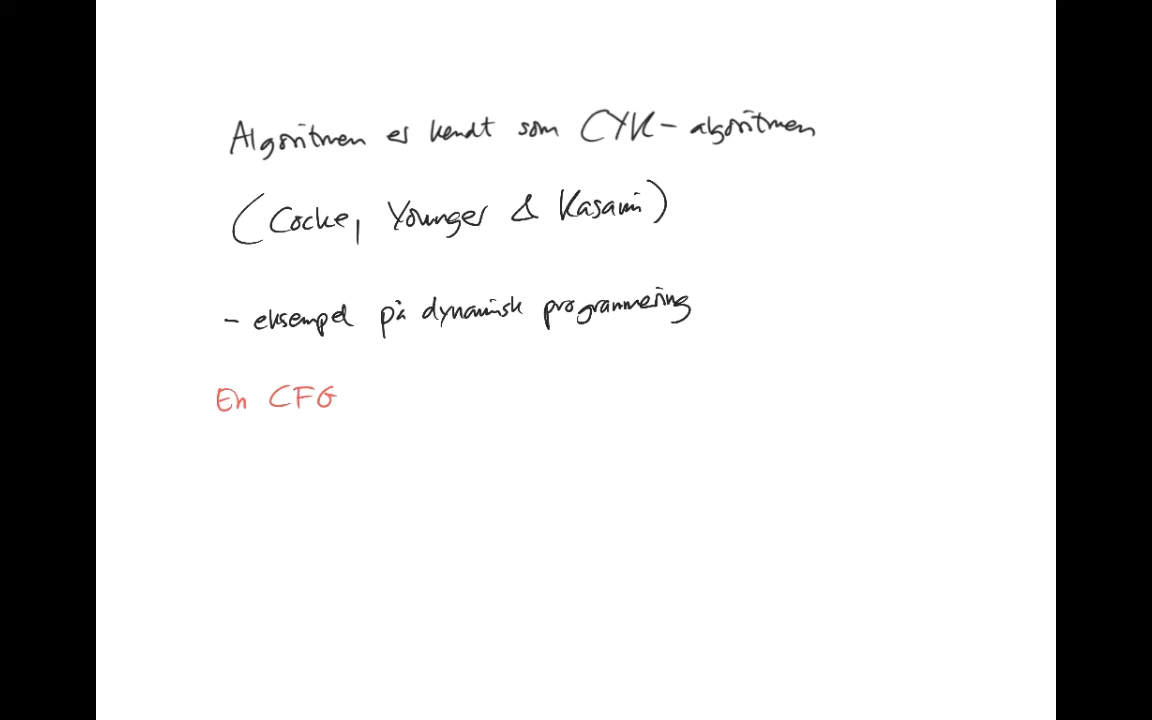 Algoritmen er kendt som CYK-algoritmen
(Cocke, Younger & Kasami)
- eksempel på dynamisk programmering
En CFG